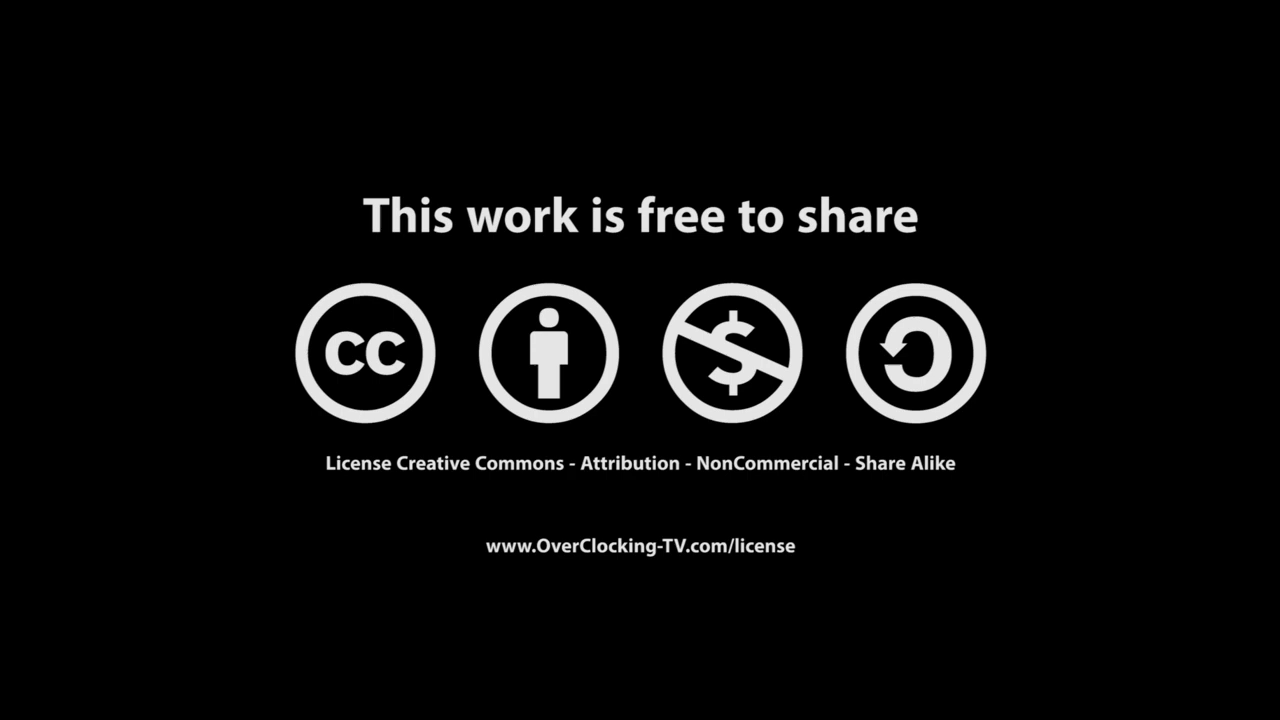 This work is free to share
cc
$
License Creative Commons - Attribution - NonCommercial - Share Alike
www.OverClocking-TV.com/license